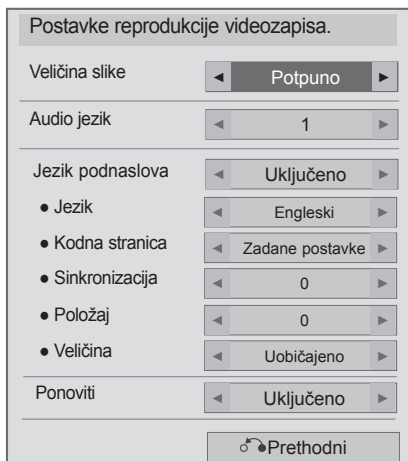 Postavke reprodukcije videozapisa.
Veličina slike ◄ Potpuno ►
Audio jezik ◄ 1 ►
Jezik podnaslova ◄ Uključeno ►
● Jezik ◄ Engleski ►
● Kodna stranica ◄ Zadane postavke ►
● Sinkronizacija ◄ 0 ►
● Položaj ◄ 0 ►
● Veličina ◄ Uobičajeno ►
Ponoviti ◄ Uključeno ►
Prethodni